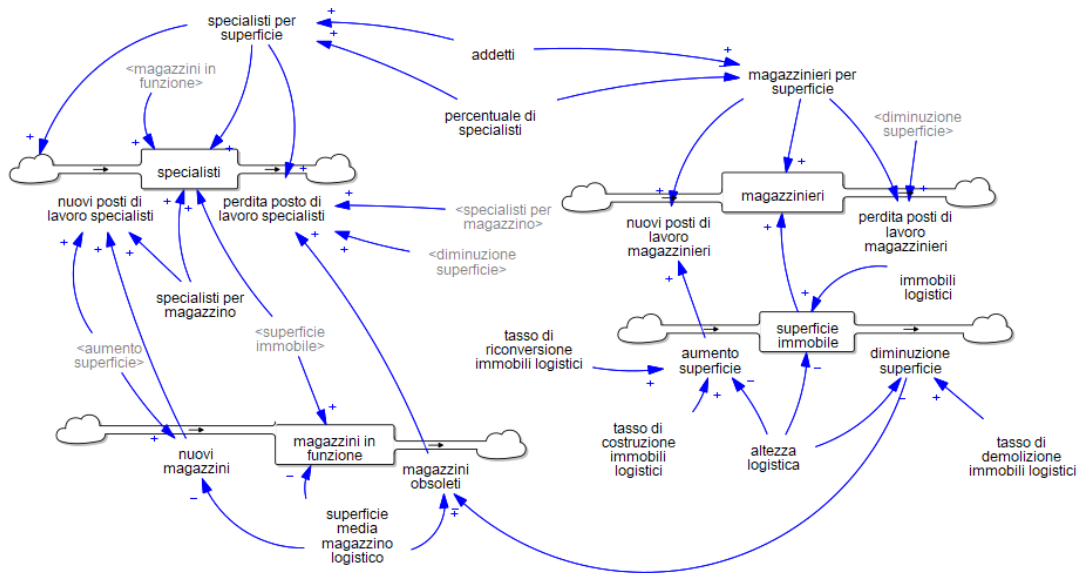 specialisti per
superficie
addetti
<magazzini in
funzione>
magazzinieri per
superficie
percentuale di
specialisti
<diminuzione
superficie>
specialisti
magazzinieri
nuovi posti di
lavoro specialisti
perdita posto di
lavoro specialisti
<specialisti per
magazzino>
nuovi posti di
lavoro
magazzinieri
perdita posti di
lavoro
magazzinieri
<diminuzione
superficie>
specialisti per
magazzino
immobili
logistici
<superficie
immobile>
<aumento
superficie>
tasso di
riconversione
immobili logistici
superficie
immobile
aumento
superficie
diminuzione
superficie
tasso di
costruzione
immobili
logistici
altezza
logistica
tasso di
demolizione
immobili logistici
magazzini in
funzione
nuovi
magazzini
magazzini
obsoleti
superficie
media
magazzino
logistico